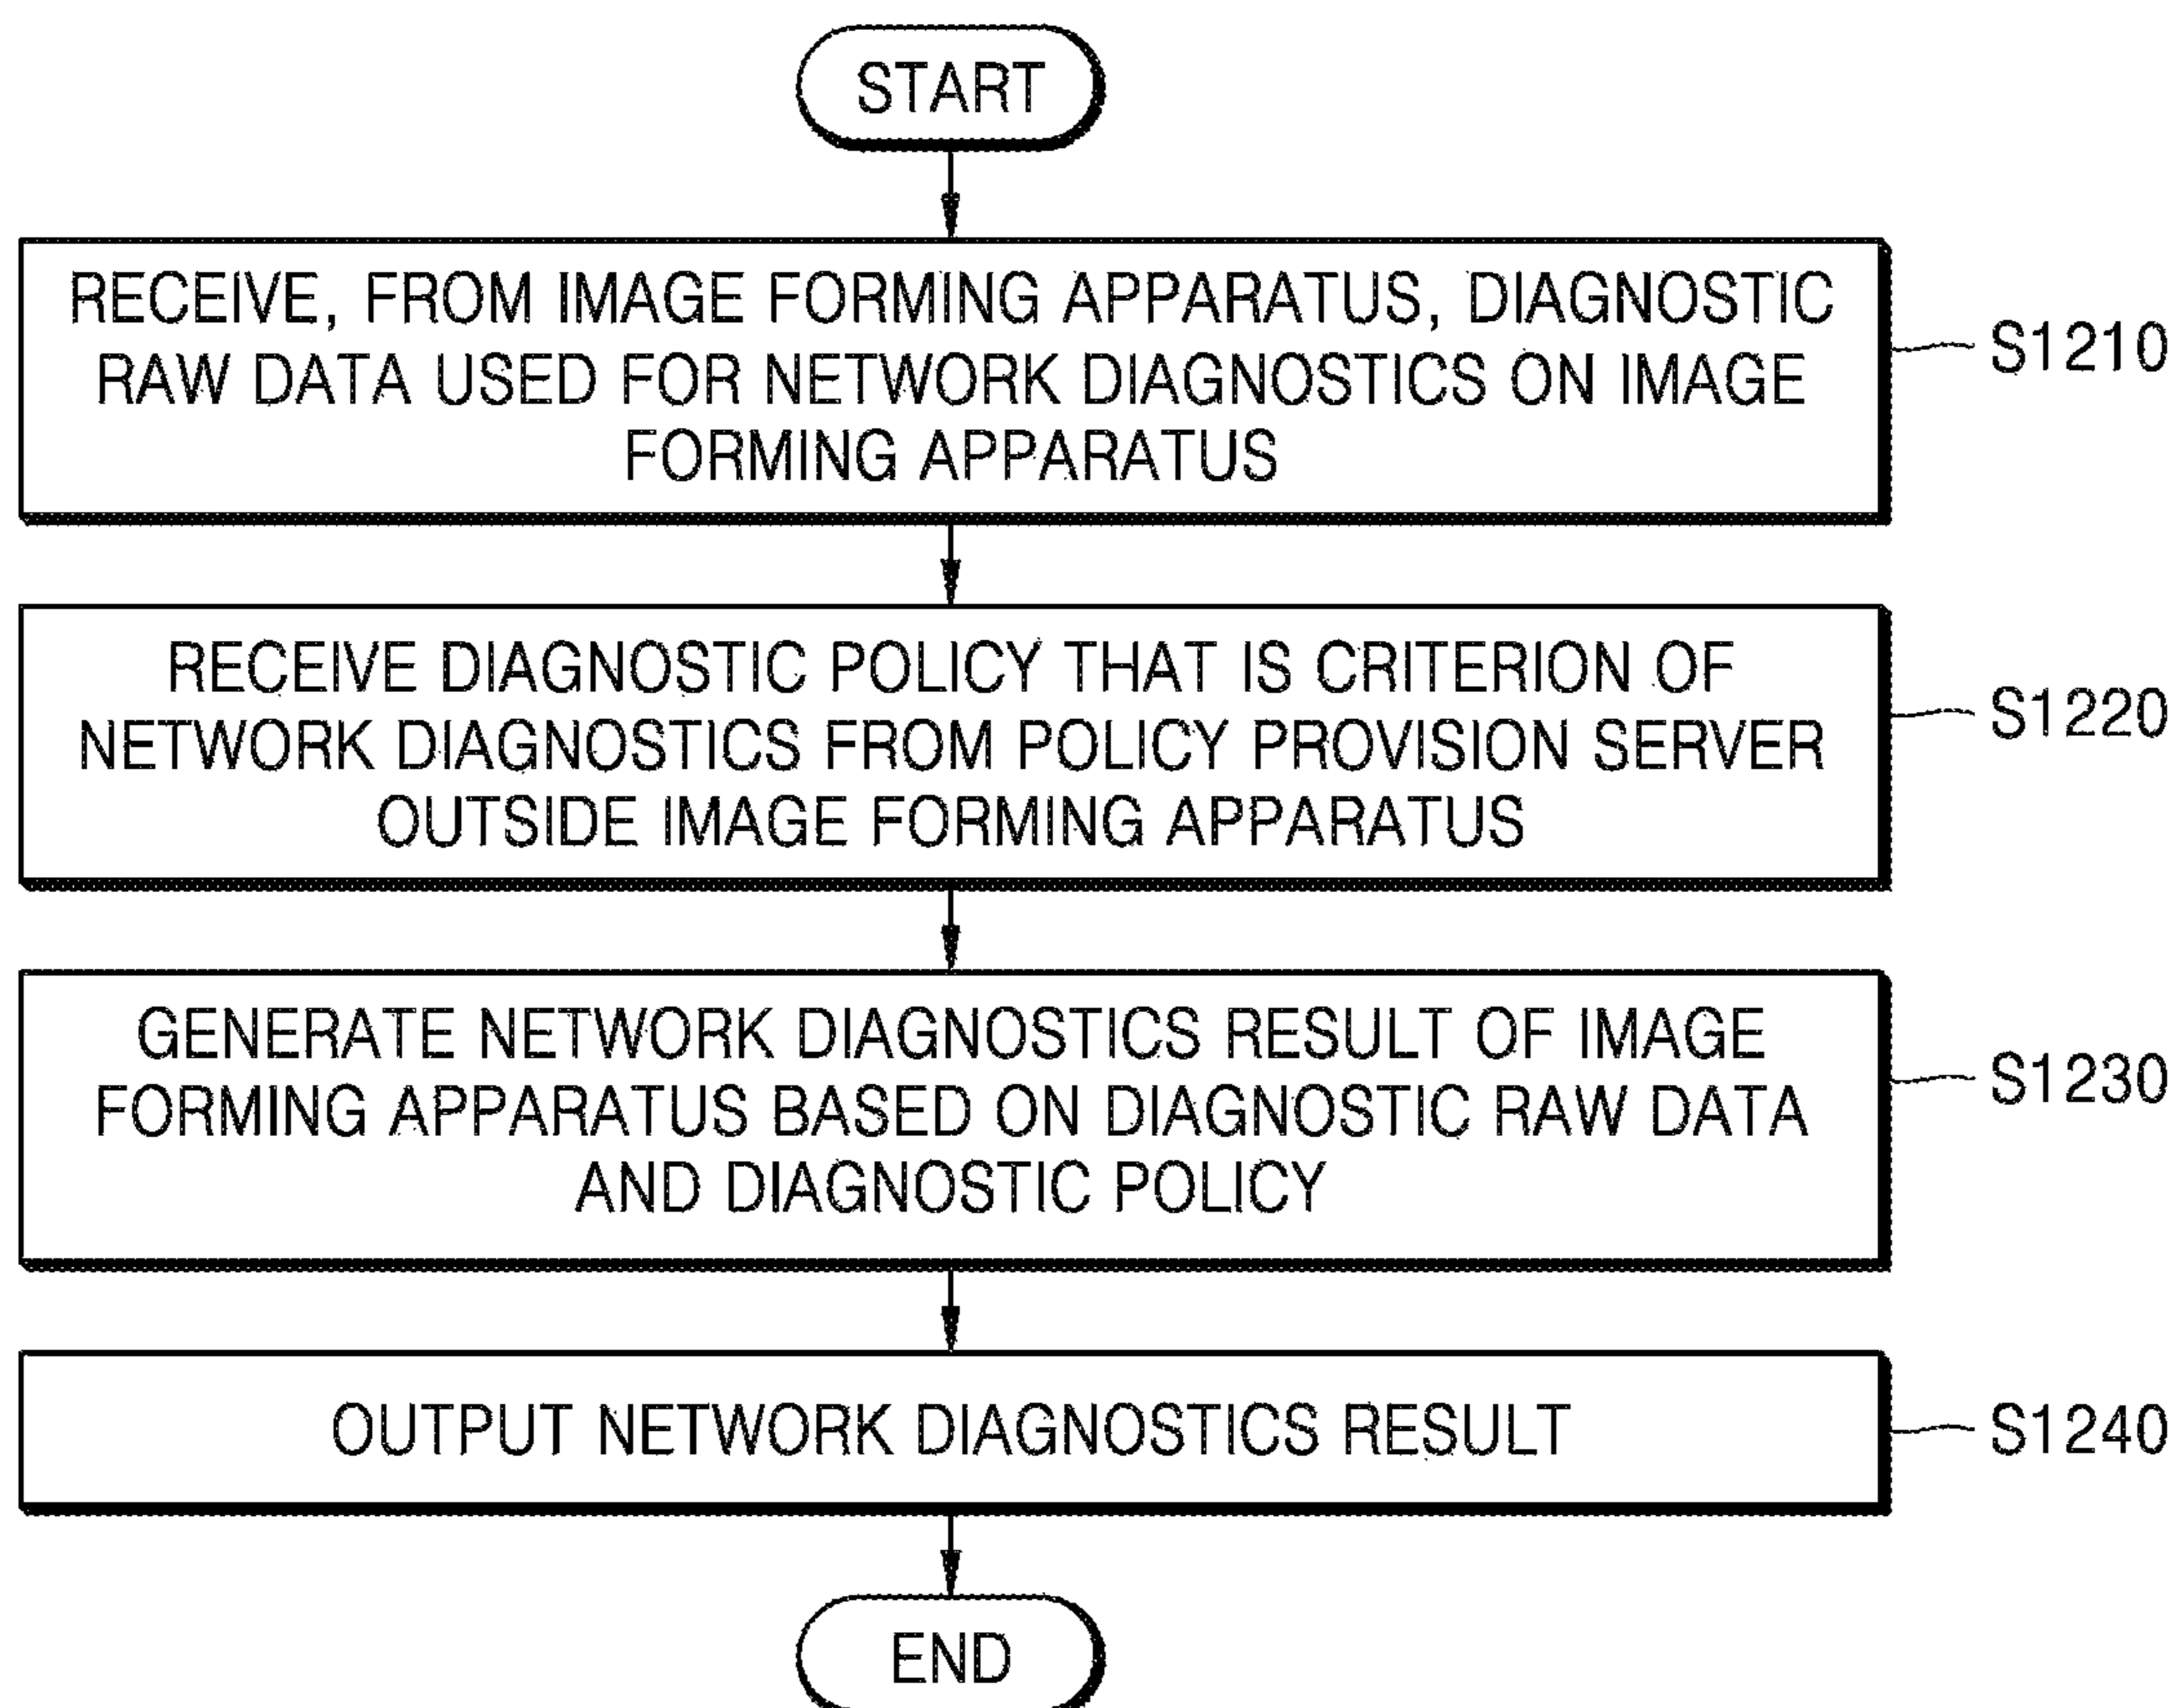 START
RECEIVE, FROM IMAGE FORMING APPARATUS, DIAGNOSTIC
RAW DATA USED FOR NETWORK DIAGNOSTICS ON IMAGE
FORMING APPARATUS
S1210
RECEIVE DIAGNOSTIC POLICY THAT IS CRITERION OF
NETWORK DIAGNOSTICS FROM POLICY PROVISION SERVER
OUTSIDE IMAGE FORMING APPARATUS
S1220
GENERATE NETWORK DIAGNOSTICS RESULT OF IMAGE
FORMING APPARATUS BASED ON DIAGNOSTIC RAW DATA
AND DIAGNOSTIC POLICY
S1230
OUTPUT NETWORK DIAGNOSTICS RESULT
S1240
END